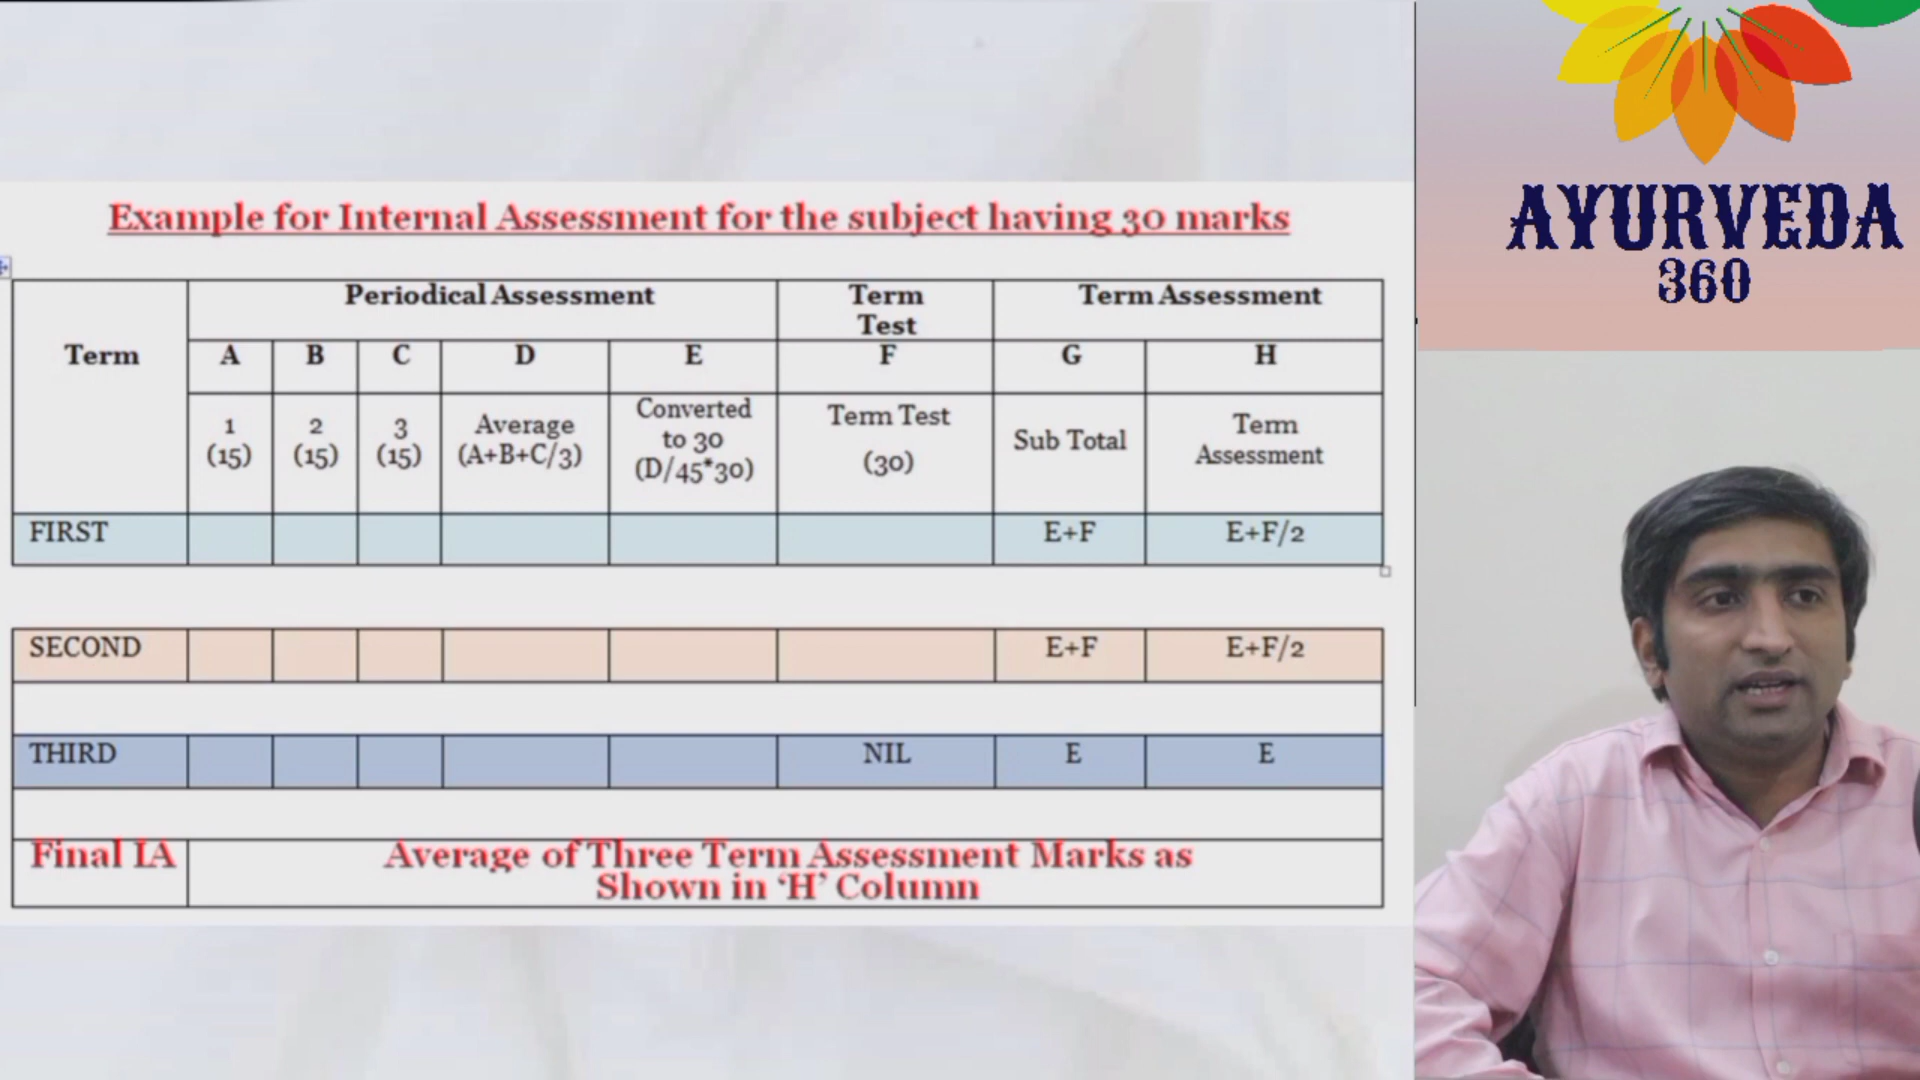 Example for Internal Assessment for the subject having 30 marks
Term
Periodical Assessment
Term
Test
Term Assessment
A
B
C
D
E
F
G
H
1
(15)
2
(15)
3
(15)
Average
(A+B+C/3)
Converted
to 30
(D/45*30)
Term Test
(30)
Sub Total
Term
Assessment
FIRST
E+F
E+F/2
SECOND
E+F
E+F/2
THIRD
NIL
E
E
Final IA
Average of Three Term Assessment Marks as
Shown in ‘H’ Column
AYURVEDA
360